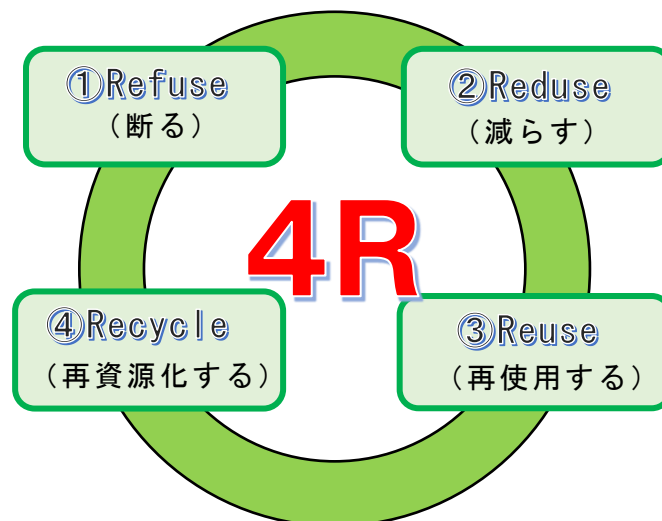 ①Refuse
（断る）
②Reduse
（減らす）
4R
④Recycle
（再資源化する）
③Reuse
（再使用する）